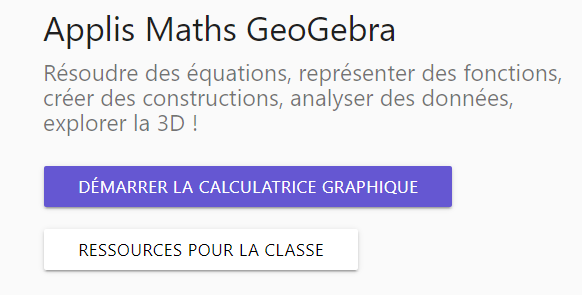 Applis Maths GeoGebra
Résoudre des équations, représenter des fonctions,
créer des constructions, analyser des données,
explorer la 3D !
DÉMARRER LA CALCULATRICE GRAPHIQUE
RESSOURCES POUR LA CLASSE